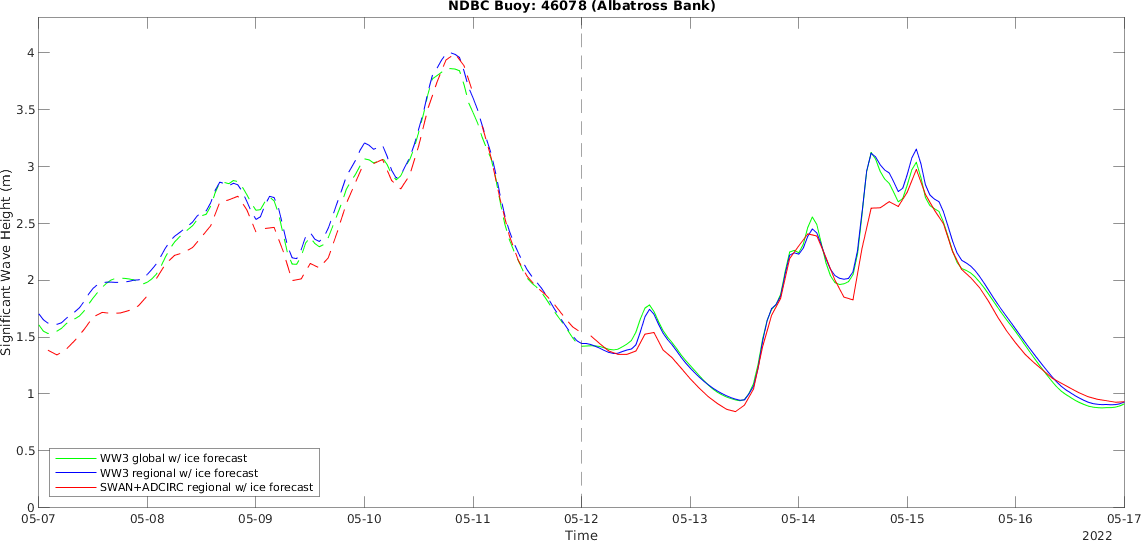 NDBC Buoy: 46078 (Albatross Bank)
Significant Wave Height (m)
4
3.5
3
2.5
2
1.5
1
0.5
0
WW3 global w/ ice forecast
WW3 regional w/ ice forecast
SWAN+ADCIRC regional w/ ice forecast
05-07 05-08 05-09 05-10 05-11 05-12 05-13 05-14 05-15 05-16 05-17
Time
2022